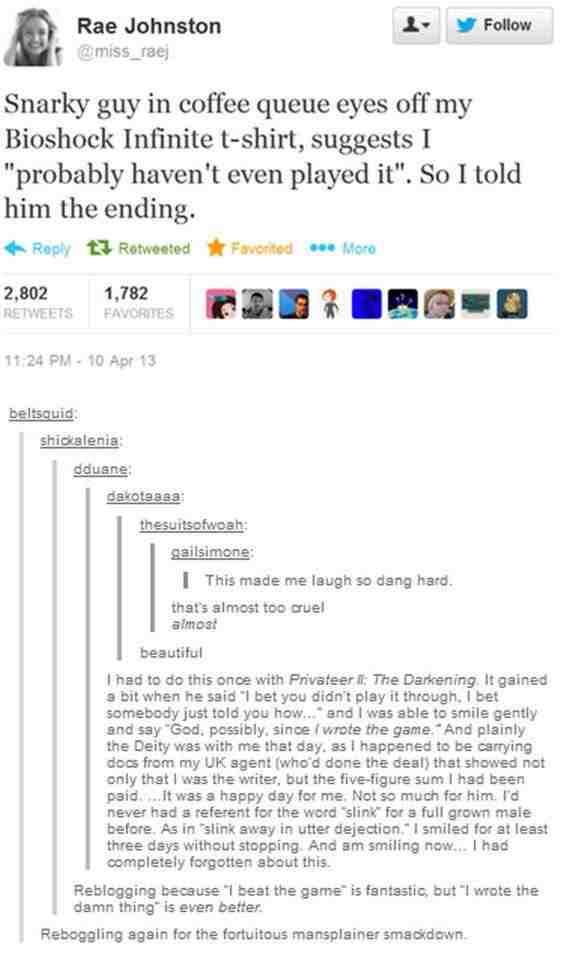 Rae Johnston
@miss_raej
Follow
Snarky guy in coffee queue eyes off my
Bioshock Infinite t-shirt, suggests I
"probably haven't even played it". So I told
him the ending.
Reply Retweeted Favorited More
2,802 1,782
RETWEETS FAVORITES
11:24 PM - 10 Apr 13
beltsquid:
shickalenia:
dduane:
dakotaaaa:
thesuitsofwoah:
gailsimone:
This made me laugh so dang hard.
that's almost too cruel
almost
beautiful
I had to do this once with Privateer II: The Darkening. It gained
a bit when he said "I bet you didn't play it through, I bet
somebody just told you how..." and I was able to smile gently
and say "God, possibly, since I wrote the game." And plainly
the Deity was with me that day, as I happened to be carrying
docs from my UK agent (who'd done the deal) that showed not
only that I was the writer, but the five-figure sum I had been
paid. ...It was a happy day for me. Not so much for him. I'd
never had a referent for the word "slink" for a full grown male
before. As in "slink away in utter dejection." I smiled for at least
three days without stopping. And am smiling now... I had
completely forgotten about this.
Reblogging because "I beat the game" is fantastic, but "I wrote the
damn thing" is even better.
Reboggling again for the fortuitous mansplainer smackdown.